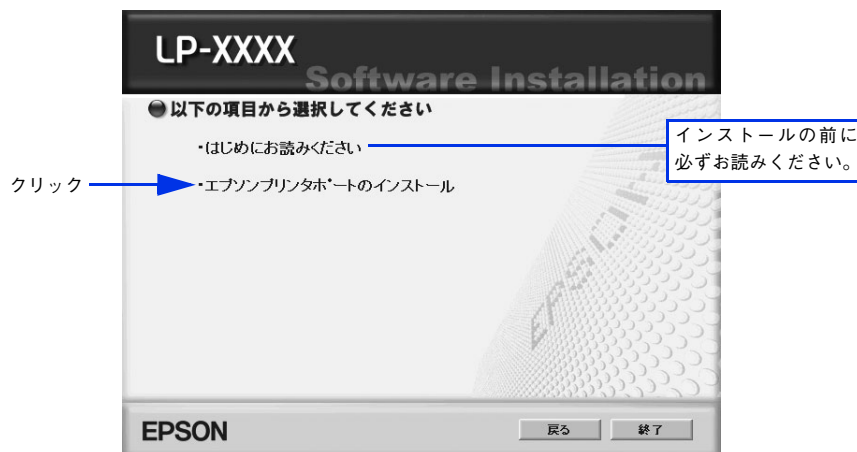 LP-XXXX
Software Installation
以下の項目から選択してください
・はじめにお読みください
インストールの前に
必ずお読みください。
クリック
・エプソンプリンタポートのインストール
EPSON
EPSON
戻る
終了